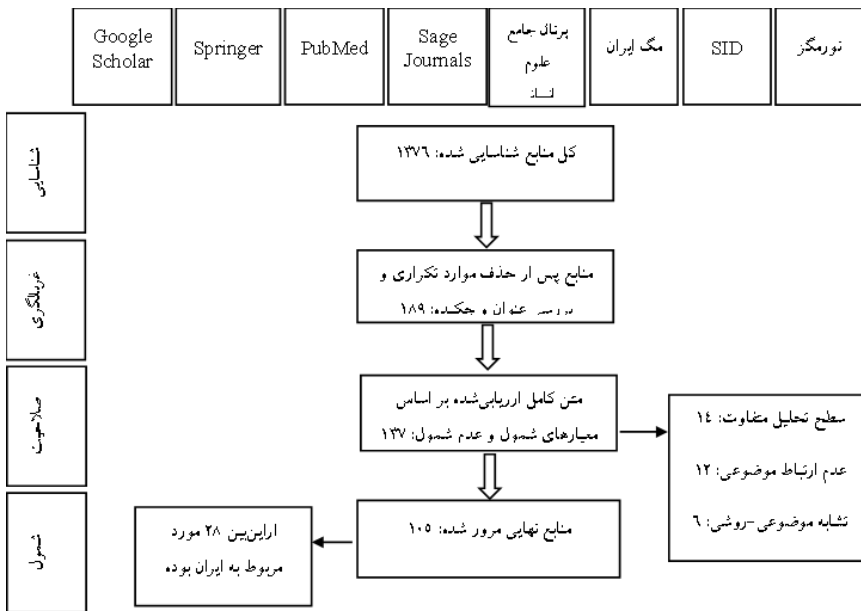 Google
Scholar
Springer
PubMed
Sage
Journals
پرتال جامع
علوم
مگ ایران
SID
نورمگز
شناسایی
کل منابع شناسایی شده: ۱۳۷۶
غربالگری
منابع پس از حذف موارد تکراری و
بررسی عنوان و چکیده: ۱۸۹
صلاحیت
متن کامل ارزیابی‌شده بر اساس
معیارهای شمول و عدم شمول: ۱۳۷
سطح تحلیل متفاوت: ۱۴
عدم ارتباط موضوعی: ۱۲
تشابه موضوعی-روشی: ۶
شمول
منابع نهایی مرور شده: ۱۰۵
ازاین‌بین ۲۸ مورد
مربوط به ایران بوده